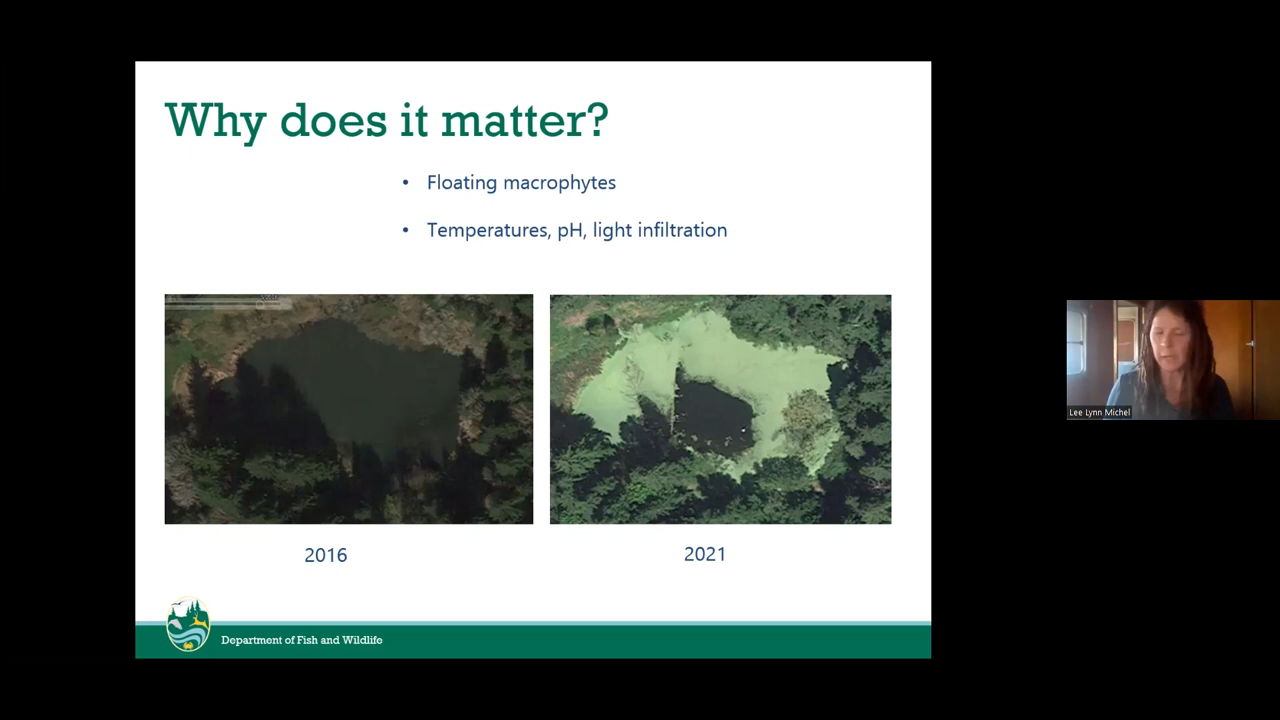 Why does it matter?
• Floating macrophytes
• Temperatures, pH, light infiltration
2016
2021
Department of Fish and Wildlife
Lee Lynn Michel